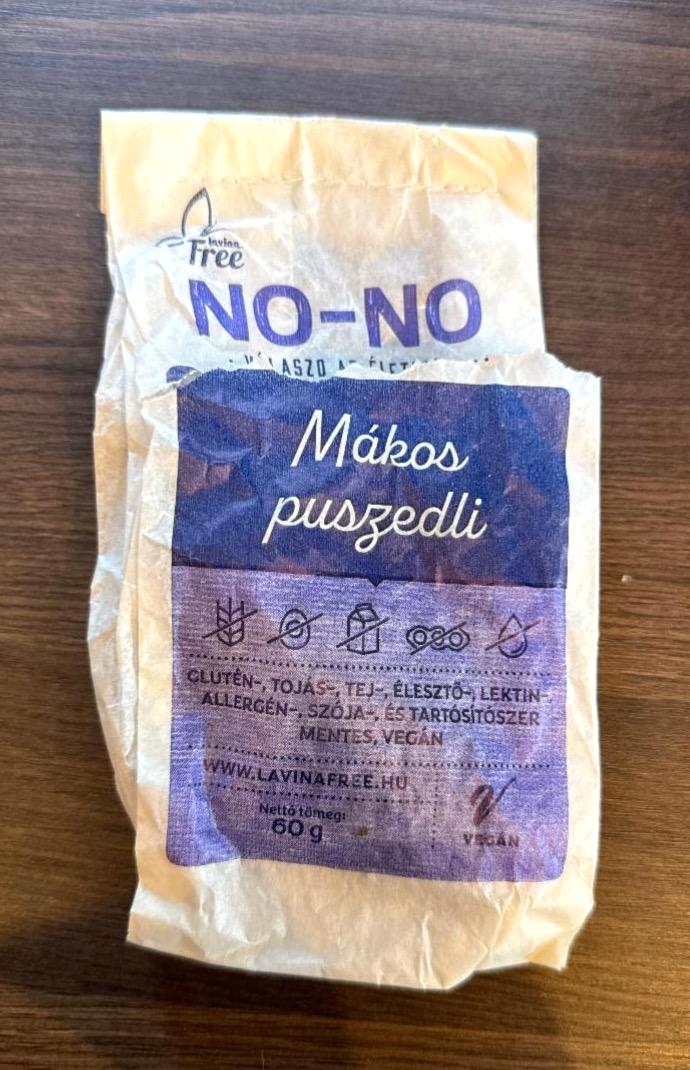 lavina
Free
NO-NO
Mákos
puszedli
GLUTÉN-, TOJÁS-, TEJ-, ÉLESZTŐ-, LEKTIN-,
ALLERGÉN-, SZÓJA-, ÉS TARTÓSÍTÓSZER
MENTES, VEGÁN
WWW.LAVINAFREE.HU
Nettó tömeg:
60 g
VEGÁN